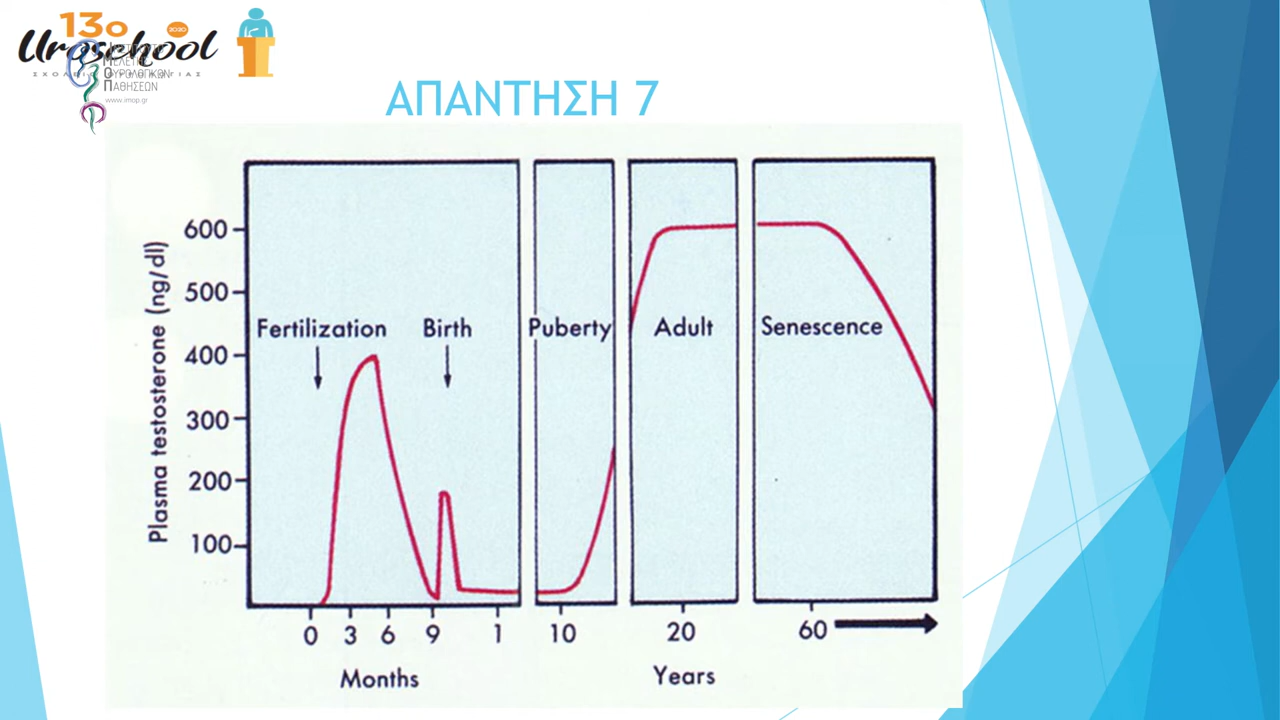 13ο
2020
Uroschool
ΜΕΛΕΤΗΣ
ΟΥΡΟΛΟΓΙΚΩΝ
ΠΑΘΗΣΕΩΝ
www.imop.gr
ΑΠΑΝΤΗΣΗ 7
Plasma testosterone (ng/dl)
600
500
400
300
200
100
Fertilization
Birth
Puberty
Adult
Senescence
0 3 6 9 1 10 20 60
Months
Years